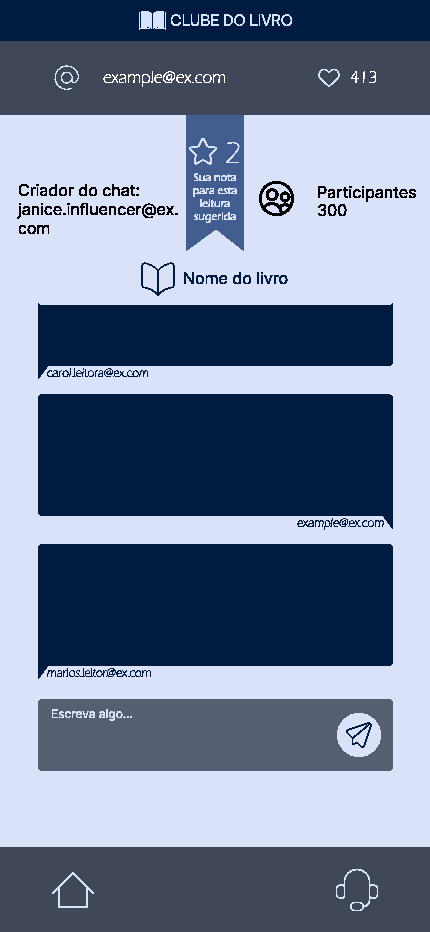 CLUBE DO LIVRO
example@ex.com
413
2
Sua nota
para esta
leitura
sugerida
Criador do chat:
janice.influencer@ex.
com
Participantes
300
Nome do livro
carol.leitora@ex.com
example@ex.com
marlos.leitor@ex.com
Escreva algo...